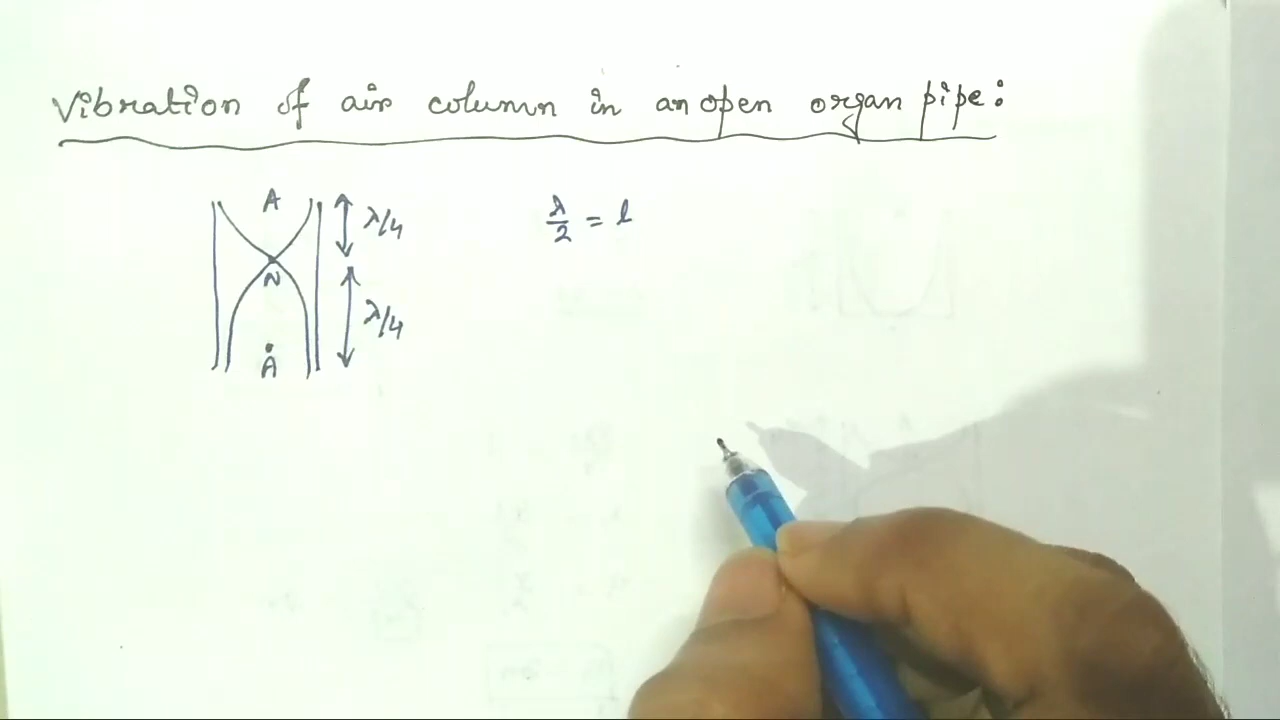 Vibration of air column in an open organ pipe:
A
λ/4
λ/2 = l
N
λ/4
A